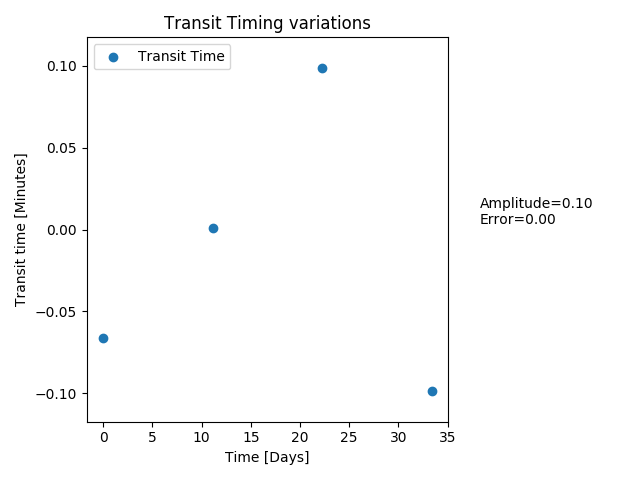 Transit Timing variations
Transit Time
Transit time [Minutes]
0.10
0.05
0.00
−0.05
−0.10
0 5 10 15 20 25 30 35
Time [Days]
Amplitude=0.10
Error=0.00